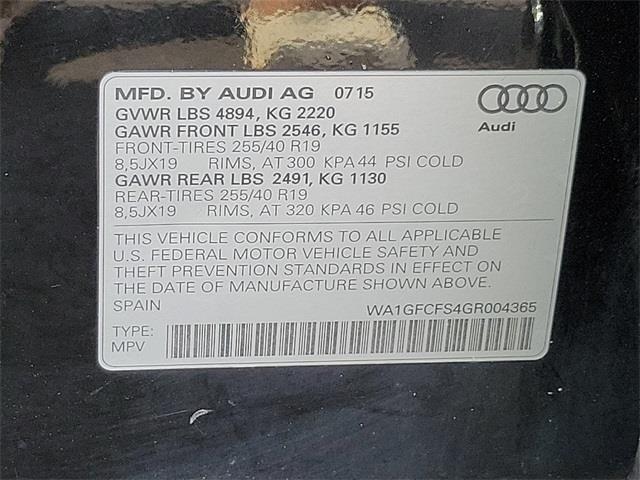 MFD. BY AUDI AG 0715
GVWR LBS 4894, KG 2220
GAWR FRONT LBS 2546, KG 1155
FRONT-TIRES 255/40 R19
8,5JX19 RIMS, AT 300 KPA 44 PSI COLD
GAWR REAR LBS 2491, KG 1130
REAR-TIRES 255/40 R19
8,5JX19 RIMS, AT 320 KPA 46 PSI COLD
Audi
THIS VEHICLE CONFORMS TO ALL APPLICABLE
U.S. FEDERAL MOTOR VEHICLE SAFETY AND
THEFT PREVENTION STANDARDS IN EFFECT ON
THE DATE OF MANUFACTURE SHOWN ABOVE.
SPAIN WA1GFCFS4GR004365
TYPE:
MPV